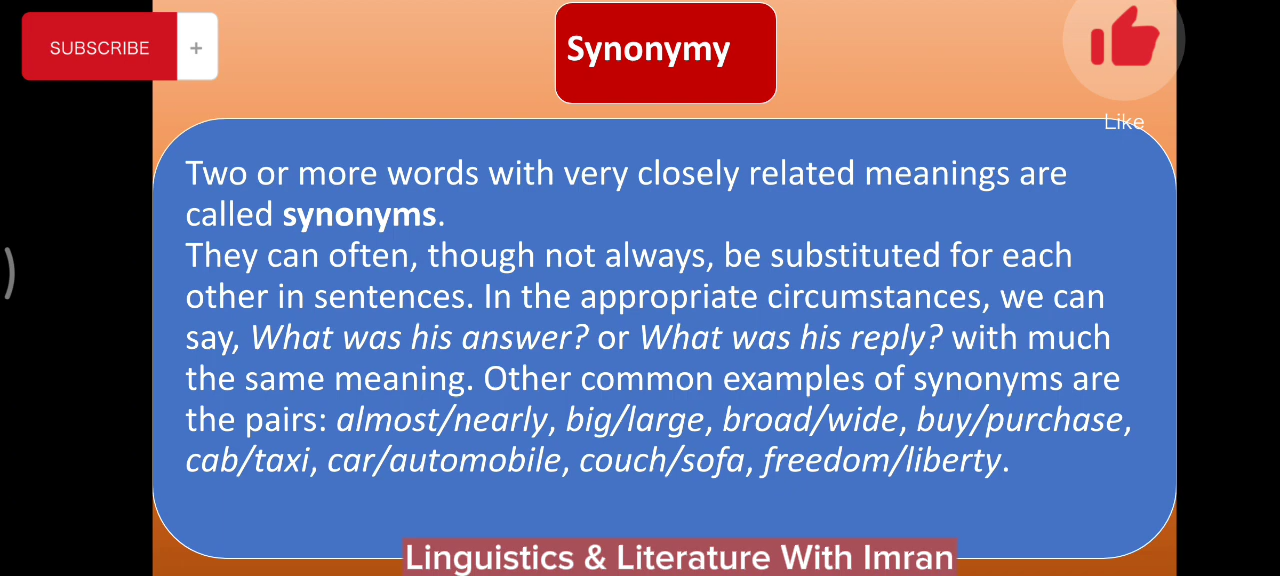 SUBSCRIBE +
Synonymy
Like
Two or more words with very closely related meanings are
called synonyms.
They can often, though not always, be substituted for each
other in sentences. In the appropriate circumstances, we can
say, What was his answer? or What was his reply? with much
the same meaning. Other common examples of synonyms are
the pairs: almost/nearly, big/large, broad/wide, buy/purchase,
cab/taxi, car/automobile, couch/sofa, freedom/liberty.
Linguistics & Literature With Imran